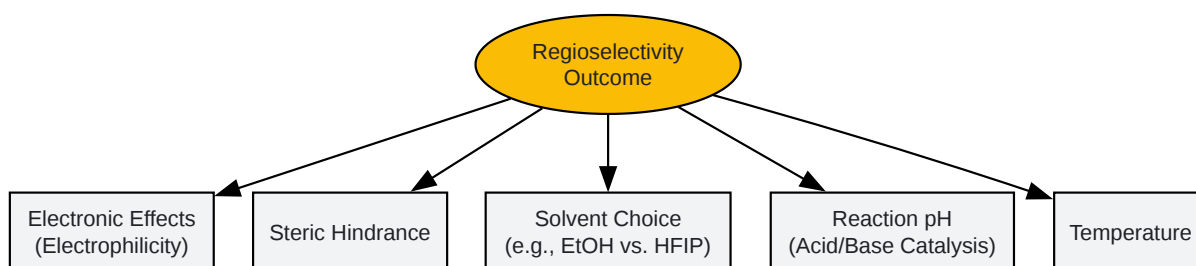 Regioselectivity
Outcome
Electronic Effects
(Electrophilicity)
Steric Hindrance
Solvent Choice
(e.g., EtOH vs. HFIP)
Reaction pH
(Acid/Base Catalysis)
Temperature